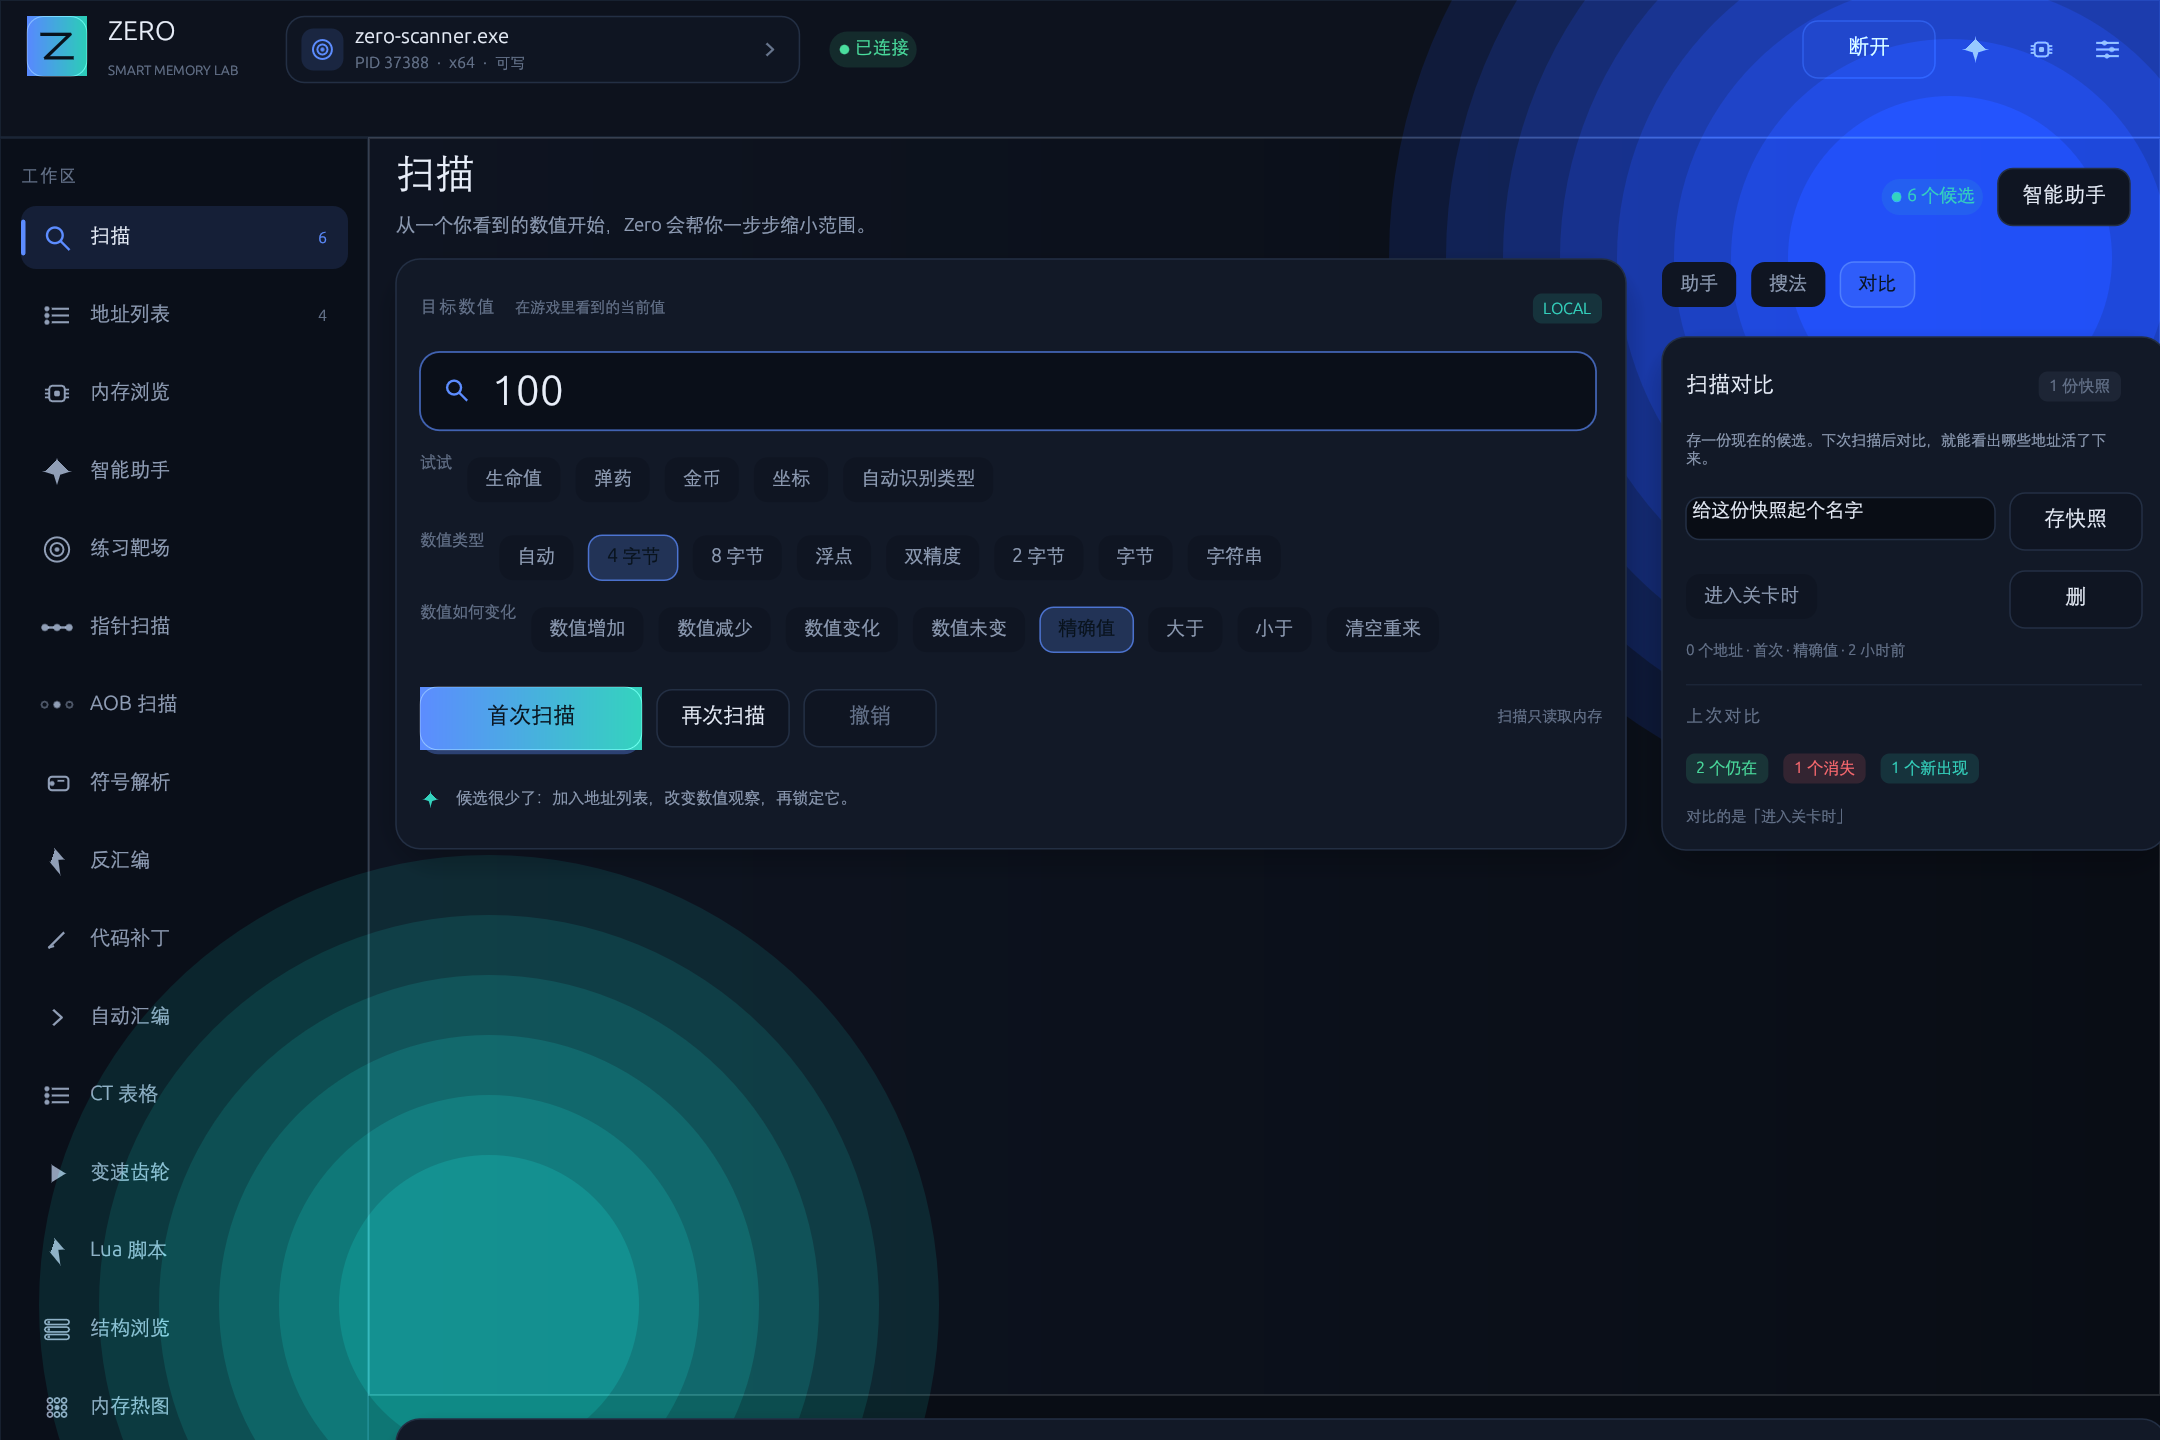 ZERO
SMART MEMORY LAB
zero-scanner.exe
PID 37388 · x64 · 可写
已连接
断开
工作区
扫描 6
地址列表 4
内存浏览
智能助手
练习靶场
指针扫描
AOB 扫描
符号解析
反汇编
代码补丁
自动汇编
CT 表格
变速齿轮
Lua 脚本
结构浏览
内存热图
扫描
从一个你看到的数值开始，Zero 会帮你一步步缩小范围。
6 个候选
智能助手
目标数值 在游戏里看到的当前值 LOCAL
100
试试 生命值 弹药 金币 坐标 自动识别类型
数值类型 自动 4 字节 8 字节 浮点 双精度 2 字节 字节 字符串
数值如何变化 数值增加 数值减少 数值变化 数值未变 精确值 大于 小于 清空重来
首次扫描 再次扫描 撤销 扫描只读取内存
候选很少了：加入地址列表，改变数值观察，再锁定它。
助手 搜法 对比
扫描对比 1 份快照
存一份现在的候选。下次扫描后对比，就能看出哪些地址活了下
来。
给这份快照起个名字 存快照
进入关卡时 删
0 个地址 · 首次 · 精确值 · 2 小时前
上次对比
2 个仍在 1 个消失 1 个新出现
对比的是「进入关卡时」